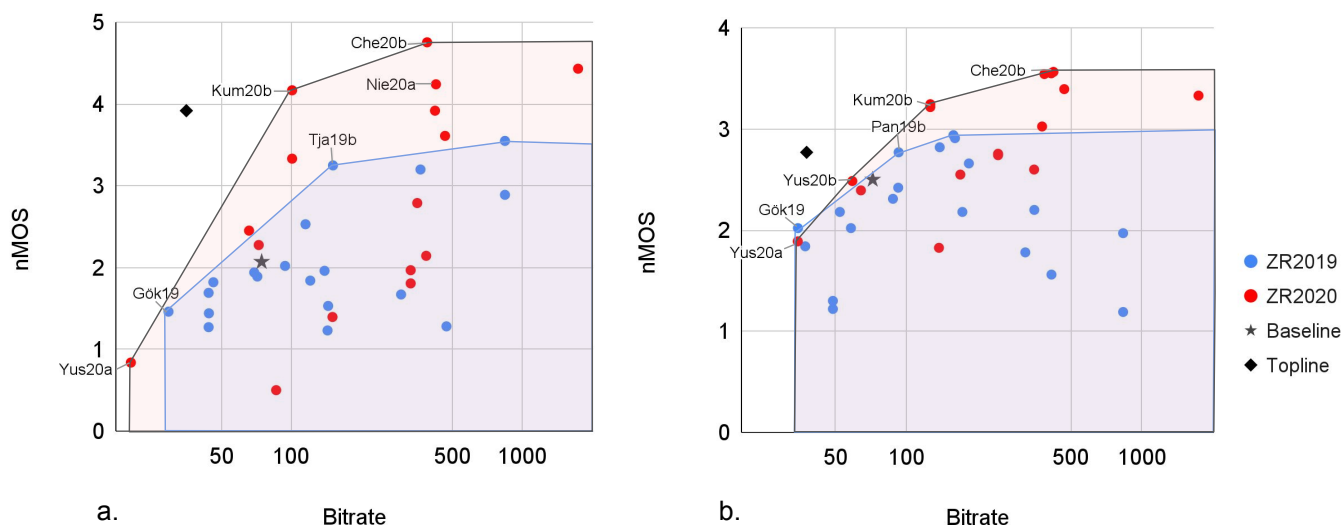 5
4
3
2
1
0
nMOS
Che20b
Kum20b
Nie20a
Tja19b
Gök19
Yus20a
50
100
500
1000
a.
Bitrate
4
3
2
1
0
nMOS
Che20b
Kum20b
Pan19b
Yus20b
Gök19
Yus20a
50
100
500
1000
b.
Bitrate
ZR2019
ZR2020
Baseline
Topline